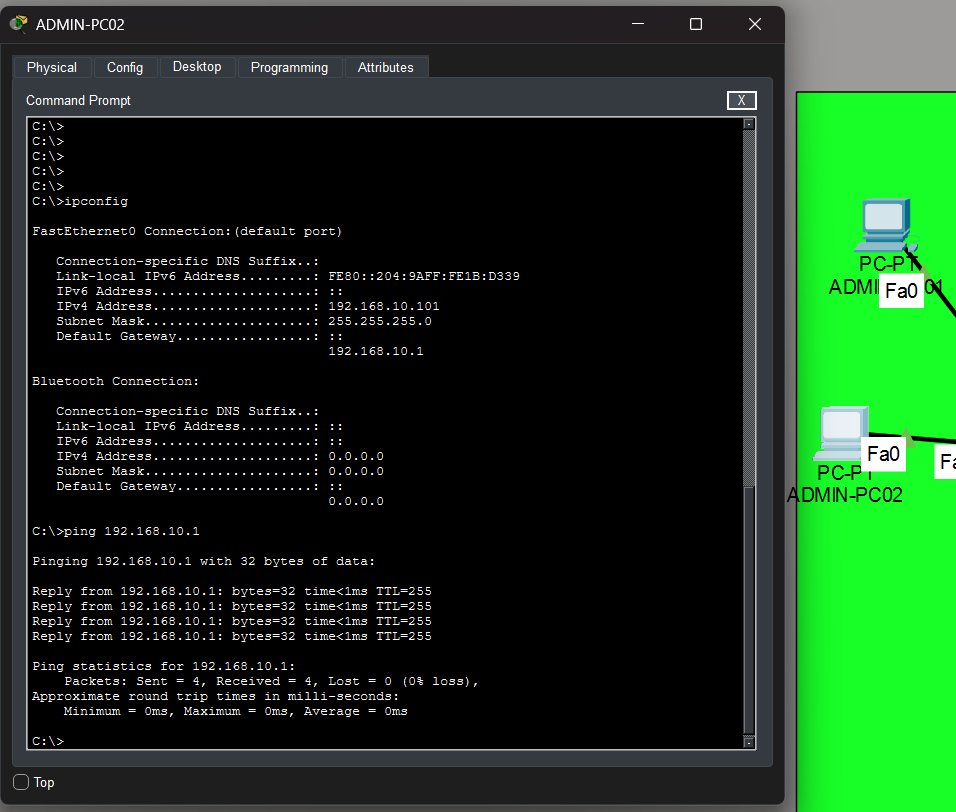 ADMIN-PC02
Physical Config Desktop Programming Attributes
Command Prompt
X
C:\>
C:\>
C:\>
C:\>
C:\>
C:\>ipconfig
FastEthernet0 Connection:(default port)
Connection-specific DNS Suffix..:
Link-local IPv6 Address.........: FE80::204:9AFF:FE1B:D339
IPv6 Address....................: ::
IPv4 Address....................: 192.168.10.101
Subnet Mask.....................: 255.255.255.0
Default Gateway.................: ::
192.168.10.1
Bluetooth Connection:
Connection-specific DNS Suffix..:
Link-local IPv6 Address.........: ::
IPv6 Address....................: ::
IPv4 Address....................: 0.0.0.0
Subnet Mask.....................: 0.0.0.0
Default Gateway.................: ::
0.0.0.0
C:\>ping 192.168.10.1
Pinging 192.168.10.1 with 32 bytes of data:
Reply from 192.168.10.1: bytes=32 time<1ms TTL=255
Reply from 192.168.10.1: bytes=32 time<1ms TTL=255
Reply from 192.168.10.1: bytes=32 time<1ms TTL=255
Reply from 192.168.10.1: bytes=32 time<1ms TTL=255
Ping statistics for 192.168.10.1:
Packets: Sent = 4, Received = 4, Lost = 0 (0% loss),
Approximate round trip times in milli-seconds:
Minimum = 0ms, Maximum = 0ms, Average = 0ms
C:\>
Top
PC-PT
Fa0
Fa0
PC-PT
ADMIN-PC02